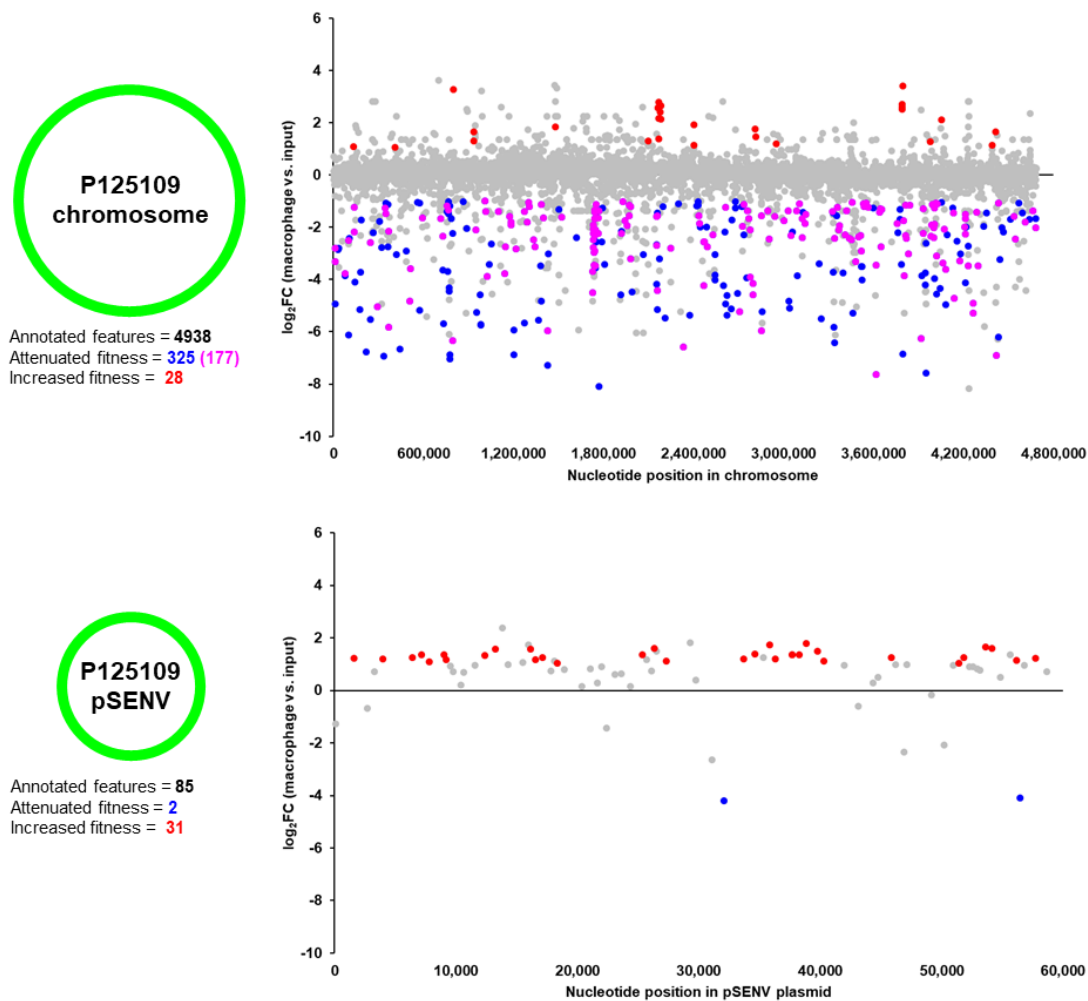 P125109
chromosome
Annotated features = 4938
Attenuated fitness = 325 (177)
Increased fitness = 28
log2FC (macrophage vs. input)
6
4
2
0
-2
-4
-6
-8
-10
0 600,000 1,200,000 1,800,000 2,400,000 3,000,000 3,600,000 4,200,000 4,800,000
Nucleotide position in chromosome
P125109
pSENV
Annotated features = 85
Attenuated fitness = 2
Increased fitness = 31
log2FC (macrophage vs. input)
6
4
2
0
-2
-4
-6
-8
-10
0 10,000 20,000 30,000 40,000 50,000 60,000
Nucleotide position in pSENV plasmid